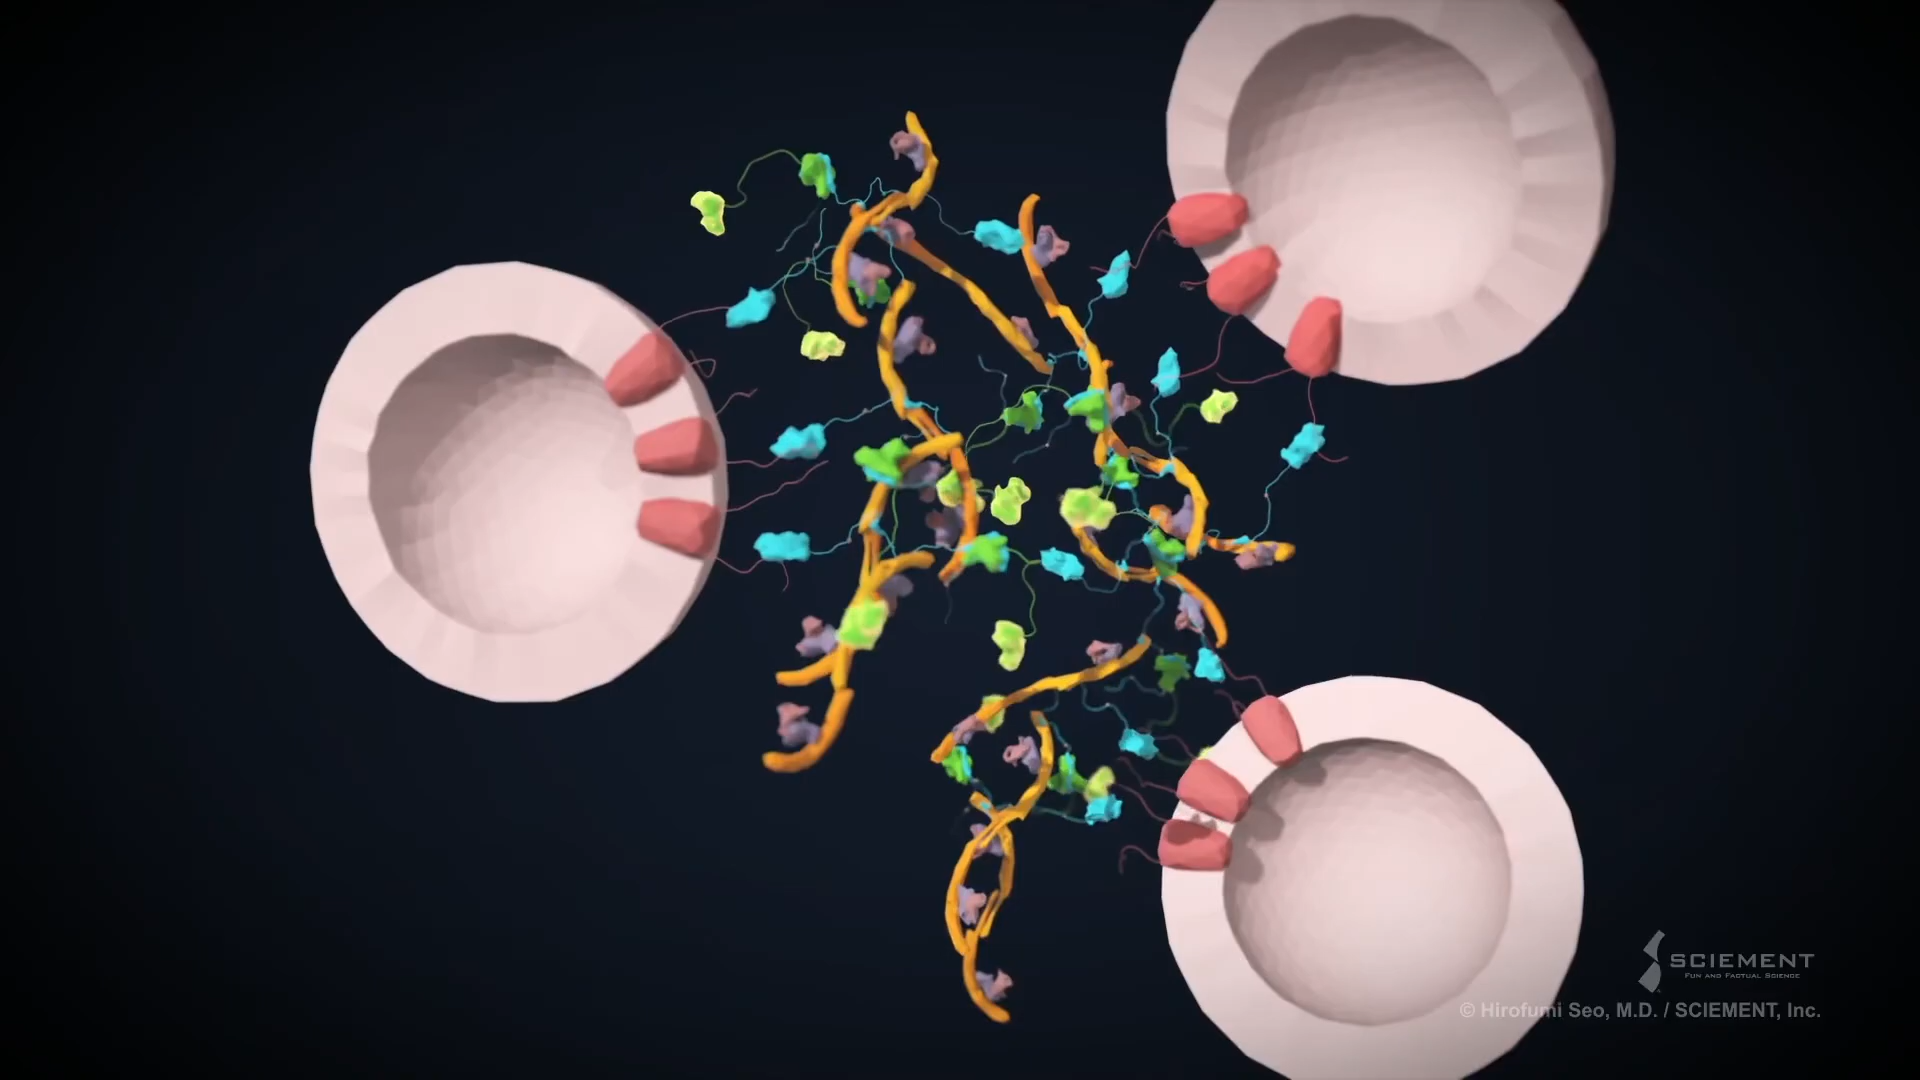 SCIEMENT
FUN AND FACTUAL SCIENCE
© Hirofumi Seo, M.D. / SCIEMENT, Inc.